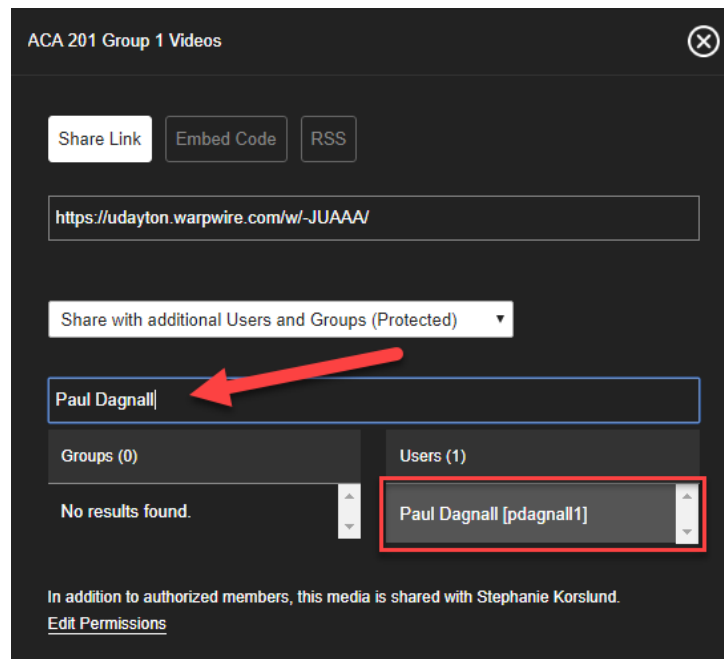 ACA 201 Group 1 Videos
Share Link Embed Code RSS
https://udayton.warpwire.com/w/-JUAAA/
Share with additional Users and Groups (Protected)
Paul Dagnall
Groups (0) Users (1)
No results found. Paul Dagnall [pdagnall1]
In addition to authorized members, this media is shared with Stephanie Korslund.
Edit Permissions